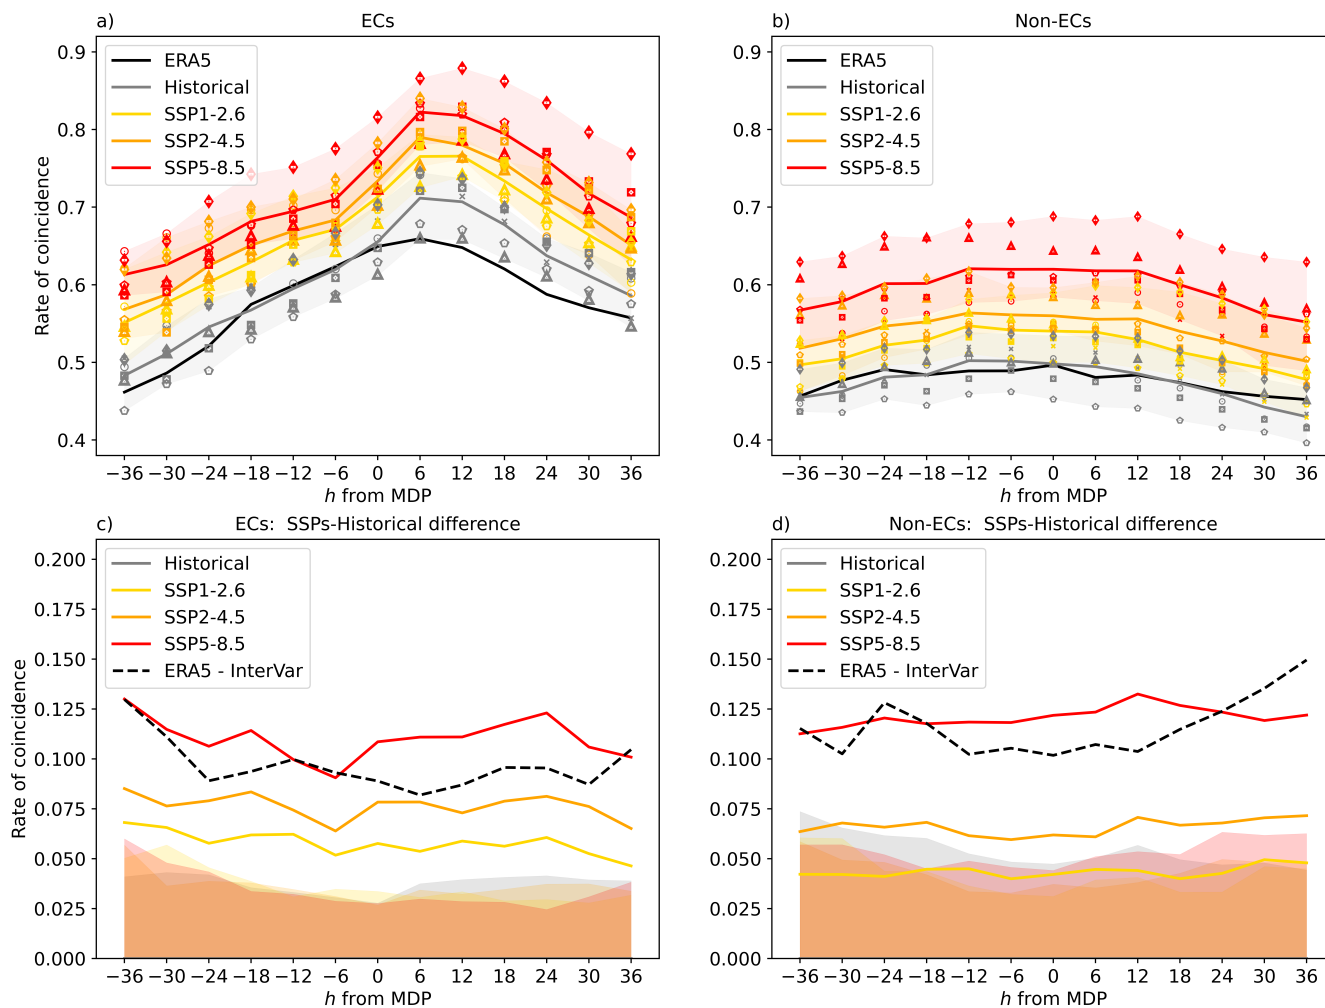 a)
ECs
0.9
0.8
0.7
0.6
0.5
0.4
Rate of coincidence
ERA5
Historical
SSP1-2.6
SSP2-4.5
SSP5-8.5
−36 −30 −24 −18 −12 −6 0 6 12 18 24 30 36
h from MDP
b)
Non-ECs
0.9
0.8
0.7
0.6
0.5
0.4
ERA5
Historical
SSP1-2.6
SSP2-4.5
SSP5-8.5
−36 −30 −24 −18 −12 −6 0 6 12 18 24 30 36
h from MDP
c)
ECs: SSPs-Historical difference
0.200
0.175
0.150
0.125
0.100
0.075
0.050
0.025
0.000
Rate of coincidence
Historical
SSP1-2.6
SSP2-4.5
SSP5-8.5
ERA5 - InterVar
−36 −30 −24 −18 −12 −6 0 6 12 18 24 30 36
h from MDP
d)
Non-ECs: SSPs-Historical difference
0.200
0.175
0.150
0.125
0.100
0.075
0.050
0.025
0.000
Historical
SSP1-2.6
SSP2-4.5
SSP5-8.5
ERA5 - InterVar
−36 −30 −24 −18 −12 −6 0 6 12 18 24 30 36
h from MDP